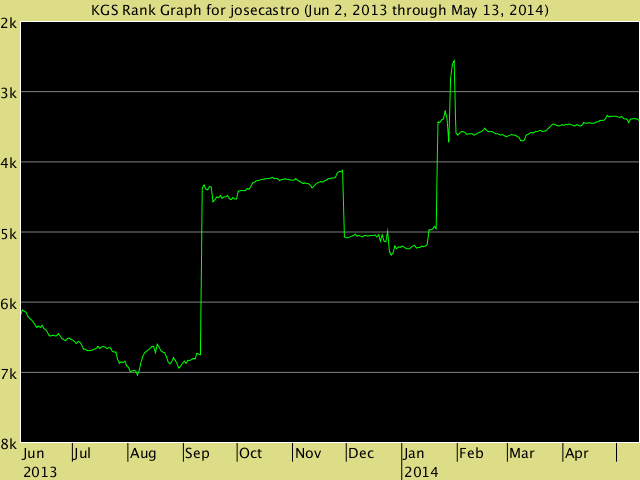 KGS Rank Graph for josecastro (Jun 2, 2013 through May 13, 2014)
2k
3k
4k
5k
6k
7k
8k
Jun Jul Aug Sep Oct Nov Dec Jan Feb Mar Apr
2013 2014